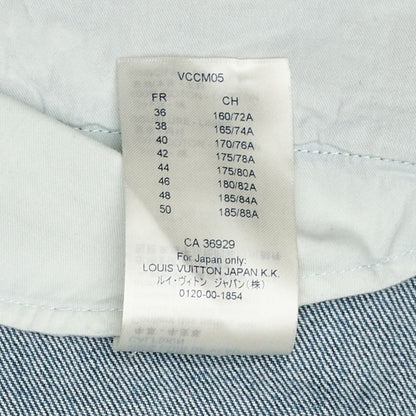 VCCM05
FR CH
36 160/72A
38 165/74A
40 170/76A
42 175/78A
44 175/80A
46 180/82A
48 185/84A
50 185/88A
CA 36929
For Japan only:
LOUIS VUITTON JAPAN K.K.
ルイ・ヴィトン ジャパン(株)
0120-00-1854